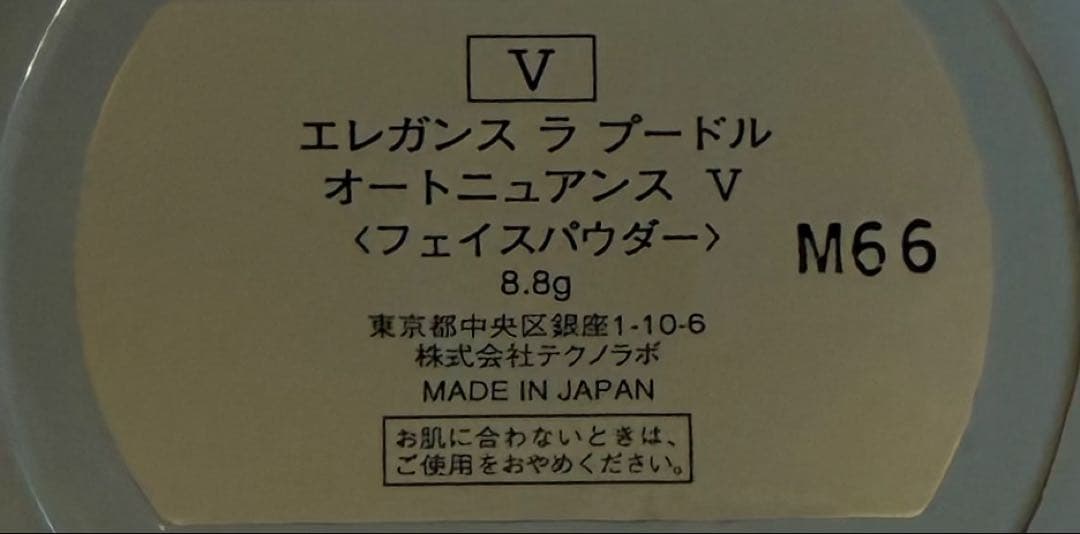 V
エレガンス ラ プードル
オートニュアンス V
〈フェイスパウダー〉
M66
8.8g
東京都中央区銀座1-10-6
株式会社テクノラボ
MADE IN JAPAN
お肌に合わないときは、
ご使用をおやめください。